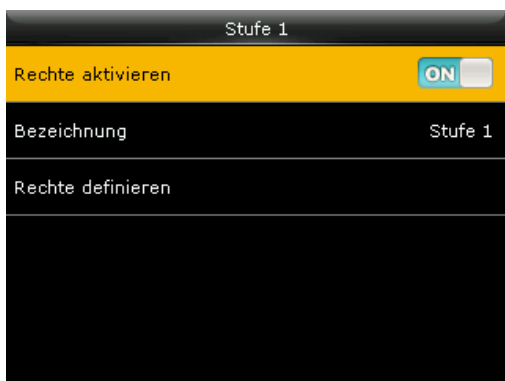 Stufe 1
Rechte aktivieren ON
Bezeichnung Stufe 1
Rechte definieren